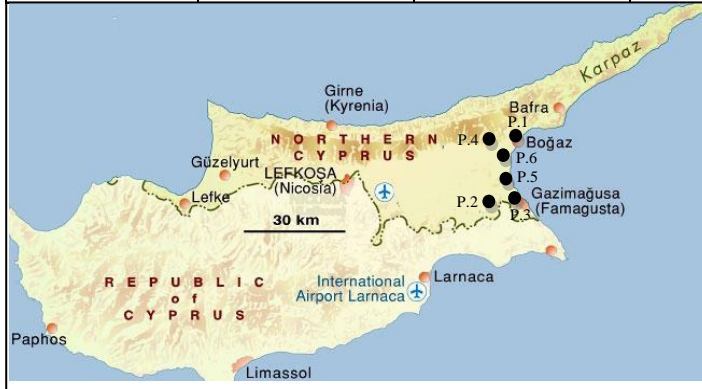 Karpaz
Girne
(Kyrenia)
Bafra
P.1
N O R T H E R N
C Y P R U S
P.4
Boğaz
P.6
Güzelyurt
LEFKOŞA
(Nicosia)
P.5
Lefke
P.2
Gazimağusa
(Famagusta)
P.3
30 km
R E P U B L I C
o f
C Y P R U S
International
Airport Larnaca
Larnaca
Paphos
Limassol